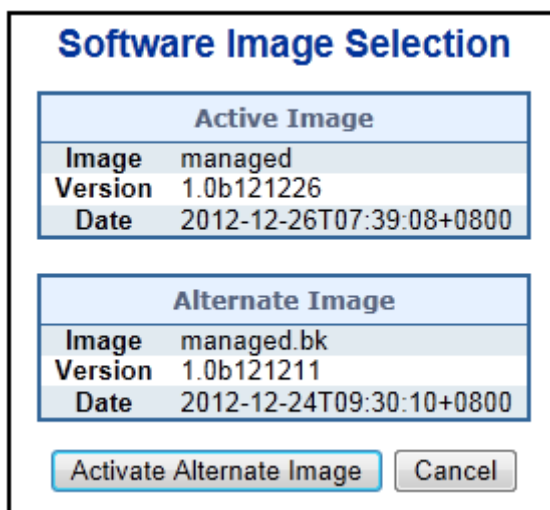 Software Image Selection
Active Image
Image managed
Version 1.0b121226
Date 2012-12-26T07:39:08+0800
Alternate Image
Image managed.bk
Version 1.0b121211
Date 2012-12-24T09:30:10+0800
Activate Alternate Image Cancel